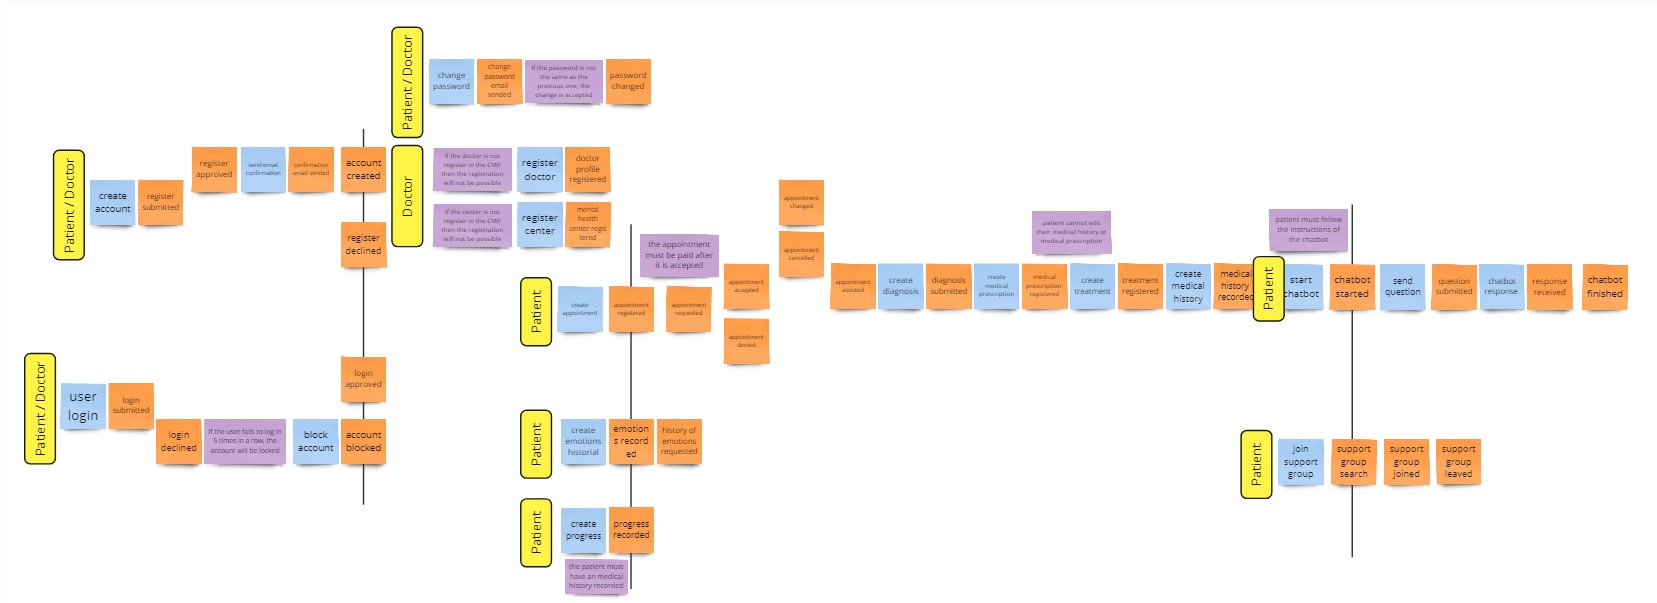 Patient / Doctor
change
password
change
password
email
sended
If the password is not
the same as the
previous one, the
change is accepted
password
changed
Patient / Doctor
create
account
register
submitted
register
approved
send email
confirmation
confirmation
email sended
account
created
register
declined
Doctor
If the doctor is not
register in the CMP
then the registration
will not be possible
register
doctor
doctor
profile
registered
If the center is not
register in the CMP
then the registration
will not be possible
register
center
mental
health
center regis
tered
Patient
create
appointment
appointment
registered
the appointment
must be paid after
it is accepted
appointment
requested
appointment
accepted
appointment
denied
appointment
changed
appointment
cancelled
appointment
assisted
create
diagnosis
diagnosis
submitted
create
medical
prescription
medical
prescription
registered
patient cannot edit
their medical history or
medical prescription
create
treatment
treatment
registered
create
medical
history
medical
history
recorded
Patient
patient must follow
the instructions of
the chatbot
start
chatbot
chatbot
started
send
question
question
submitted
chatbot
response
response
received
chatbot
finished
Patient / Doctor
user
login
login
submitted
login
approved
login
declined
If the user fails to log in
5 times in a row, the
account will be locked
block
account
account
blocked
Patient
create
emotions
historial
emotion
s record
ed
history of
emotions
requested
Patient
join
support
group
support
group
search
support
group
joined
support
group
leaved
Patient
create
progress
progress
recorded
the patient must
have an medical
history recorded